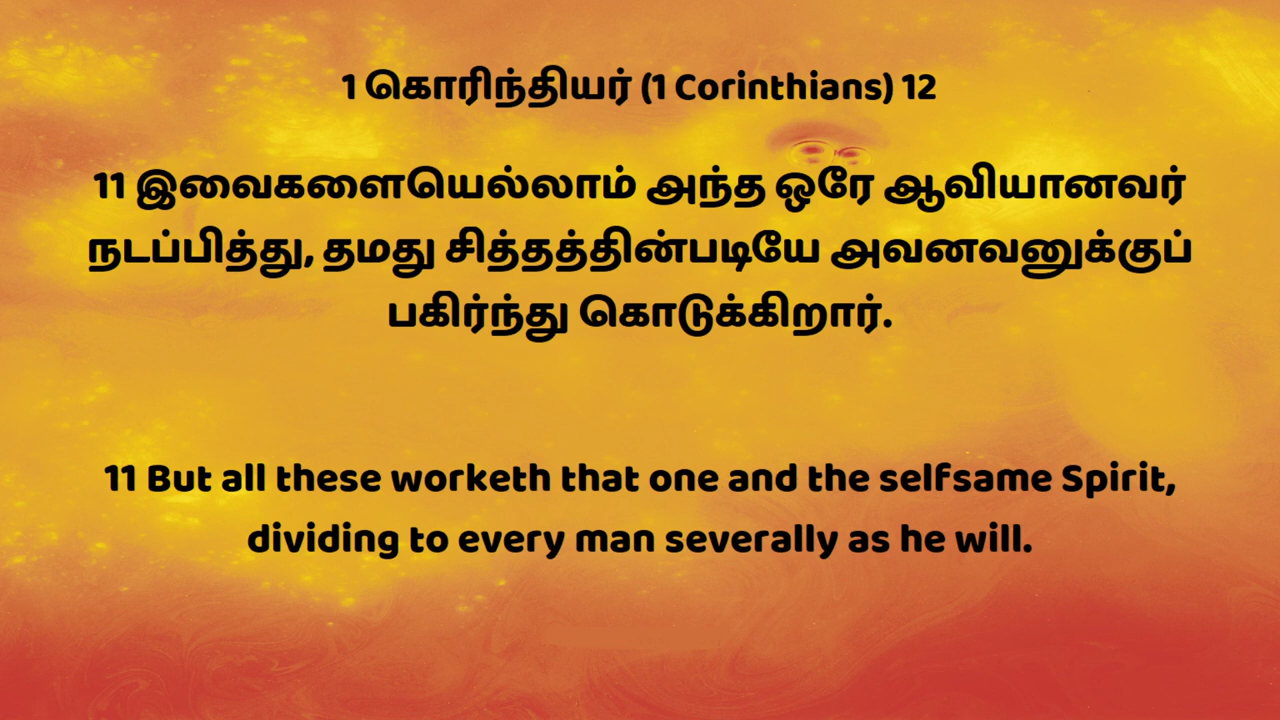 1 கொரிந்தியர் (1 Corinthians) 12
11 இவைகளையெல்லாம் அந்த ஒரே ஆவியானவர்
நடப்பித்து, தமது சித்தத்தின்படியே அவனவனுக்குப்
பகிர்ந்து கொடுக்கிறார்.
11 But all these worketh that one and the selfsame Spirit,
dividing to every man severally as he will.